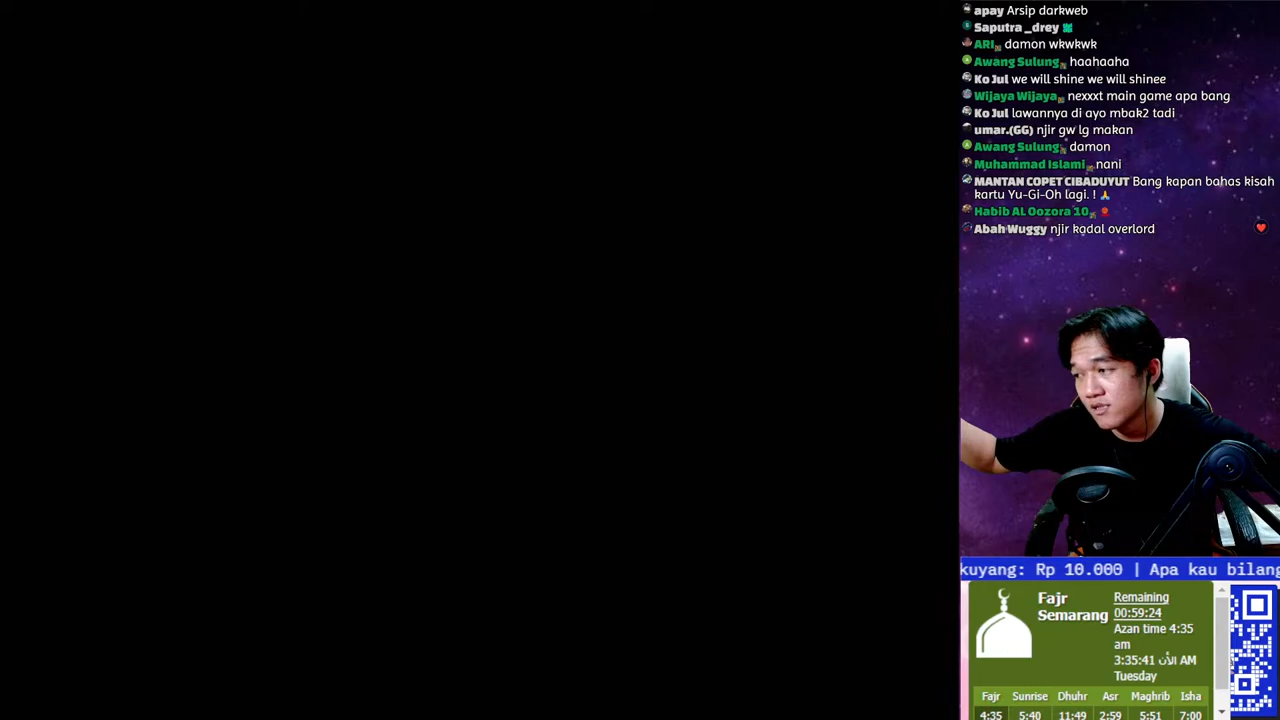 apay Arsip darkweb
Saputra _drey
ARI damon wkwkwk
Awang Sulung haahaaha
Ko Jul we will shine we will shinee
Wijaya Wijaya nexxxt main game apa bang
Ko Jul lawannya di ayo mbak2 tadi
umar.(GG) njir gw lg makan
Awang Sulung damon
Muhammad Islami nani
MANTAN COPET CIBADUYUT Bang kapan bahas kisah
kartu Yu-Gi-Oh lagi. ! 🙏
Habib AL Oozora 10
Abah Wuggy njir kadal overlord
kuyang: Rp 10.000 | Apa kau bilang
Fajr
Semarang
Remaining
00:59:24
Azan time 4:35
am
3:35:41 الآن AM
Tuesday
Fajr Sunrise Dhuhr Asr Maghrib Isha
4:35 5:40 11:49 2:59 5:51 7:00